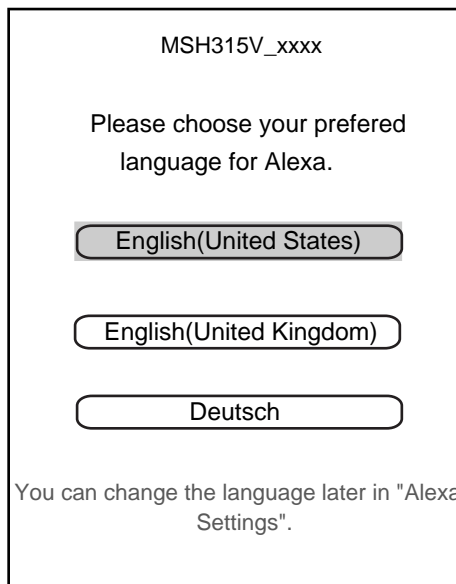 MSH315V_xxxx
Please choose your prefered
language for Alexa.
English(United States)
English(United Kingdom)
Deutsch
You can change the language later in "Alexa
Settings".